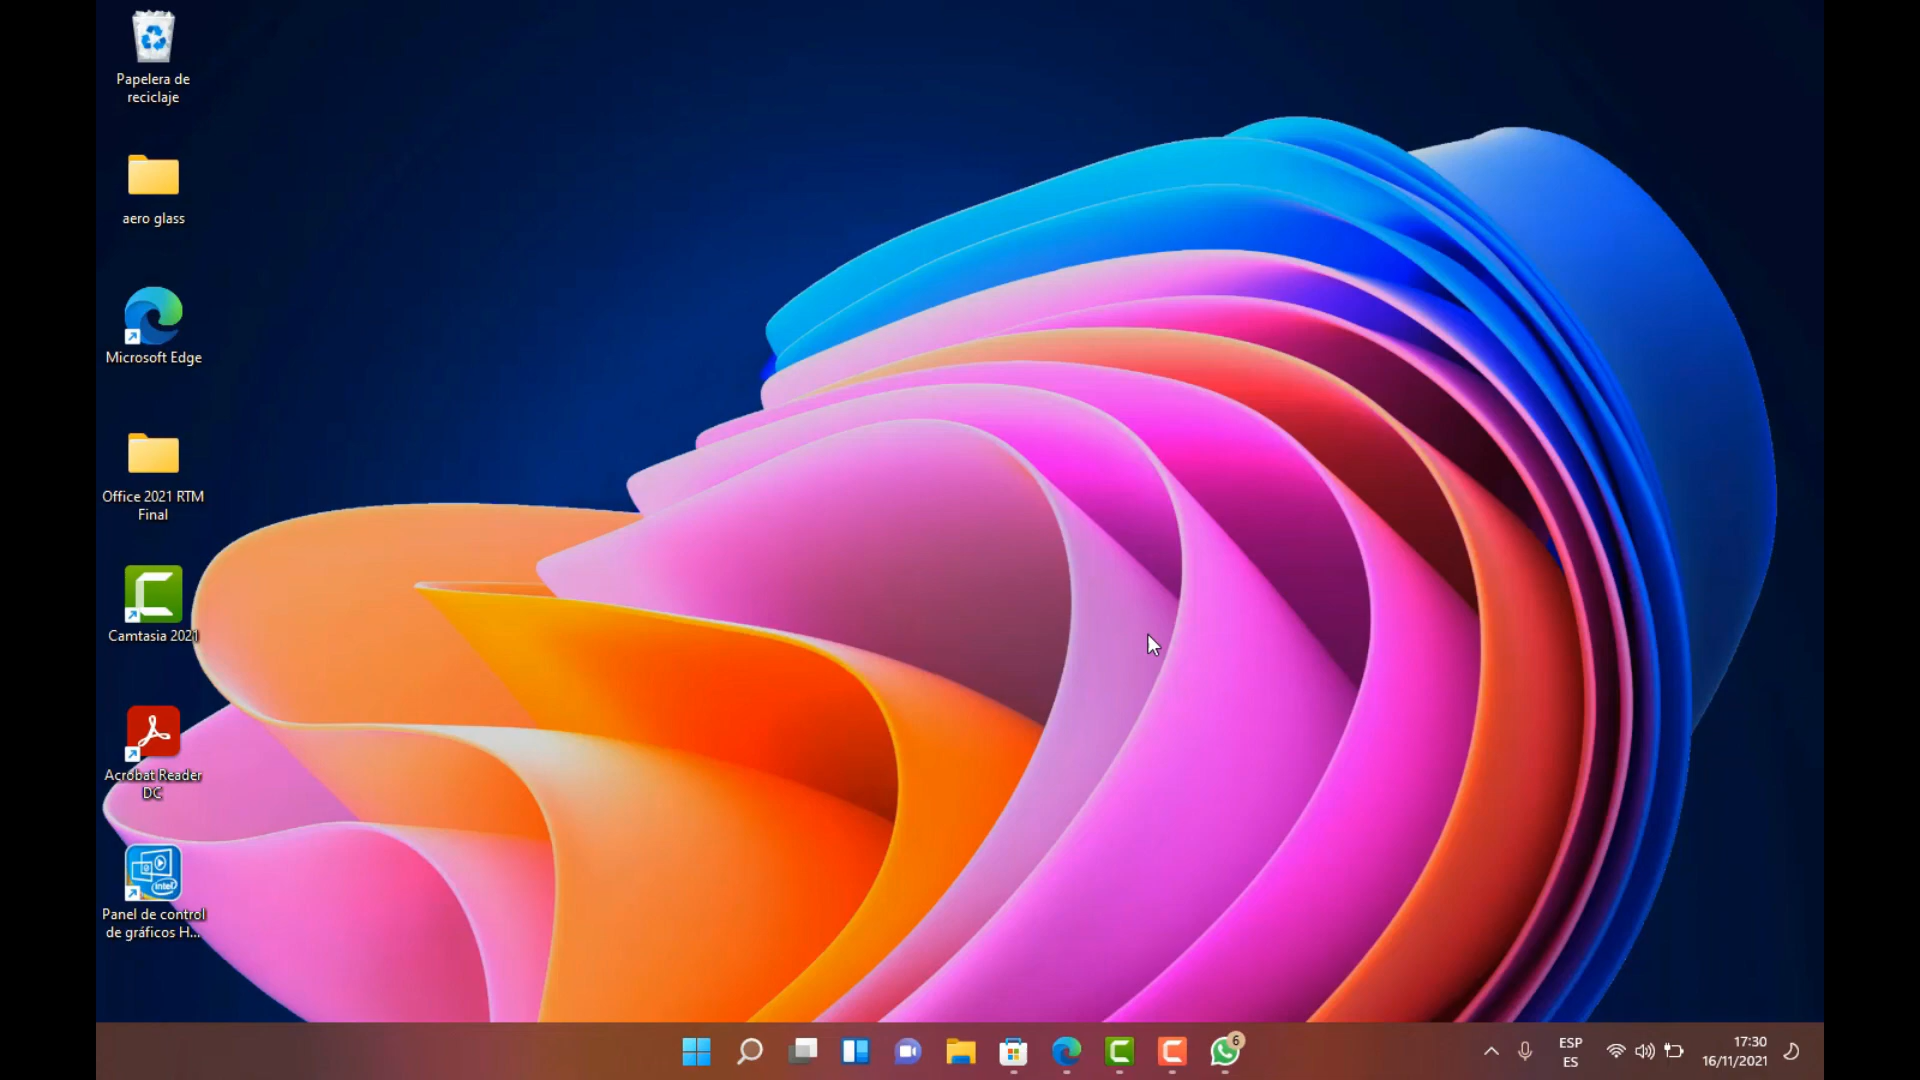 Papelera de
reciclaje
aero glass
Microsoft Edge
Office 2021 RTM
Final
Camtasia 2021
Acrobat Reader
DC
intel
Panel de control
de gráficos H...
6
ESP
ES
17:30
16/11/2021